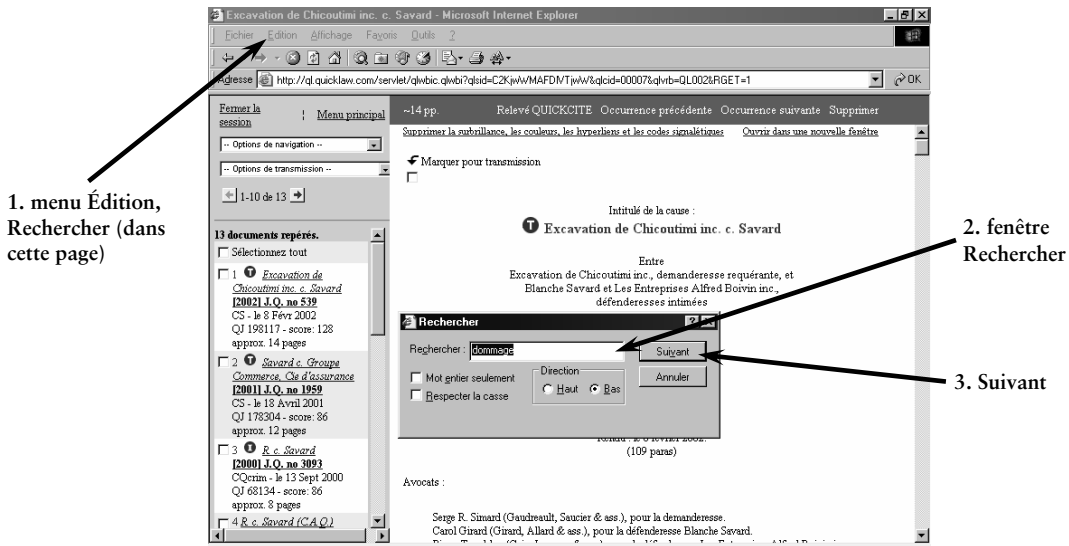 Excavation de Chicoutimi inc. c. Savard - Microsoft Internet Explorer
Fichier Edition Affichage Favoris Outils ?
Adresse http://ql.quicklaw.com/servlet/qlwbic.qlwbi?qlsid=C2KjwWMAFDIVTjwW&qlcid=00007&qlvrb=QL002&RGET=1 OK
Fermer la session ¦ Menu principal
-- Options de navigation --
-- Options de transmission --
1-10 de 13
13 documents repérés.
Sélectionnez tout
1 T Excavation de
Chicoutimi inc. c. Savard
[2002] J.Q. no 539
CS - le 8 Févr 2002
QJ 198117 - score: 128
approx. 14 pages
2 T Savard c. Groupe
Commerce, Cie d'assurance
[2001] J.Q. no 1959
CS - le 18 Avril 2001
QJ 178304 - score: 86
approx. 12 pages
3 T R. c. Savard
[2000] J.Q. no 3093
CQcrim - le 13 Sept 2000
QJ 68134 - score: 86
approx. 8 pages
4 R. c. Savard (C.A.Q.)
~14 pp. Relevé QUICKCITE Occurrence précédente Occurrence suivante Supprimer
Supprimer la surbrillance, les couleurs, les hyperliens et les codes signalétiques Ouvrir dans une nouvelle fenêtre
Marquer pour transmission
Intitulé de la cause :
T Excavation de Chicoutimi inc. c. Savard
Entre
Excavation de Chicoutimi inc., demanderesse requérante, et
Blanche Savard et Les Entreprises Alfred Boivin inc.,
défenderesses intimées
Rechercher ?
Rechercher : dommage Suivant
Mot entier seulement Direction Annuler
Respecter la casse Haut Bas
Rendu : le 8 février 2002.
(109 paras)
Avocats :
Serge R. Simard (Gaudreault, Saucier & ass.), pour la demanderesse.
Carol Girard (Girard, Allard & ass.), pour la défenderesse Blanche Savard.
1. menu Édition,
Rechercher (dans
cette page)
2. fenêtre
Rechercher
3. Suivant